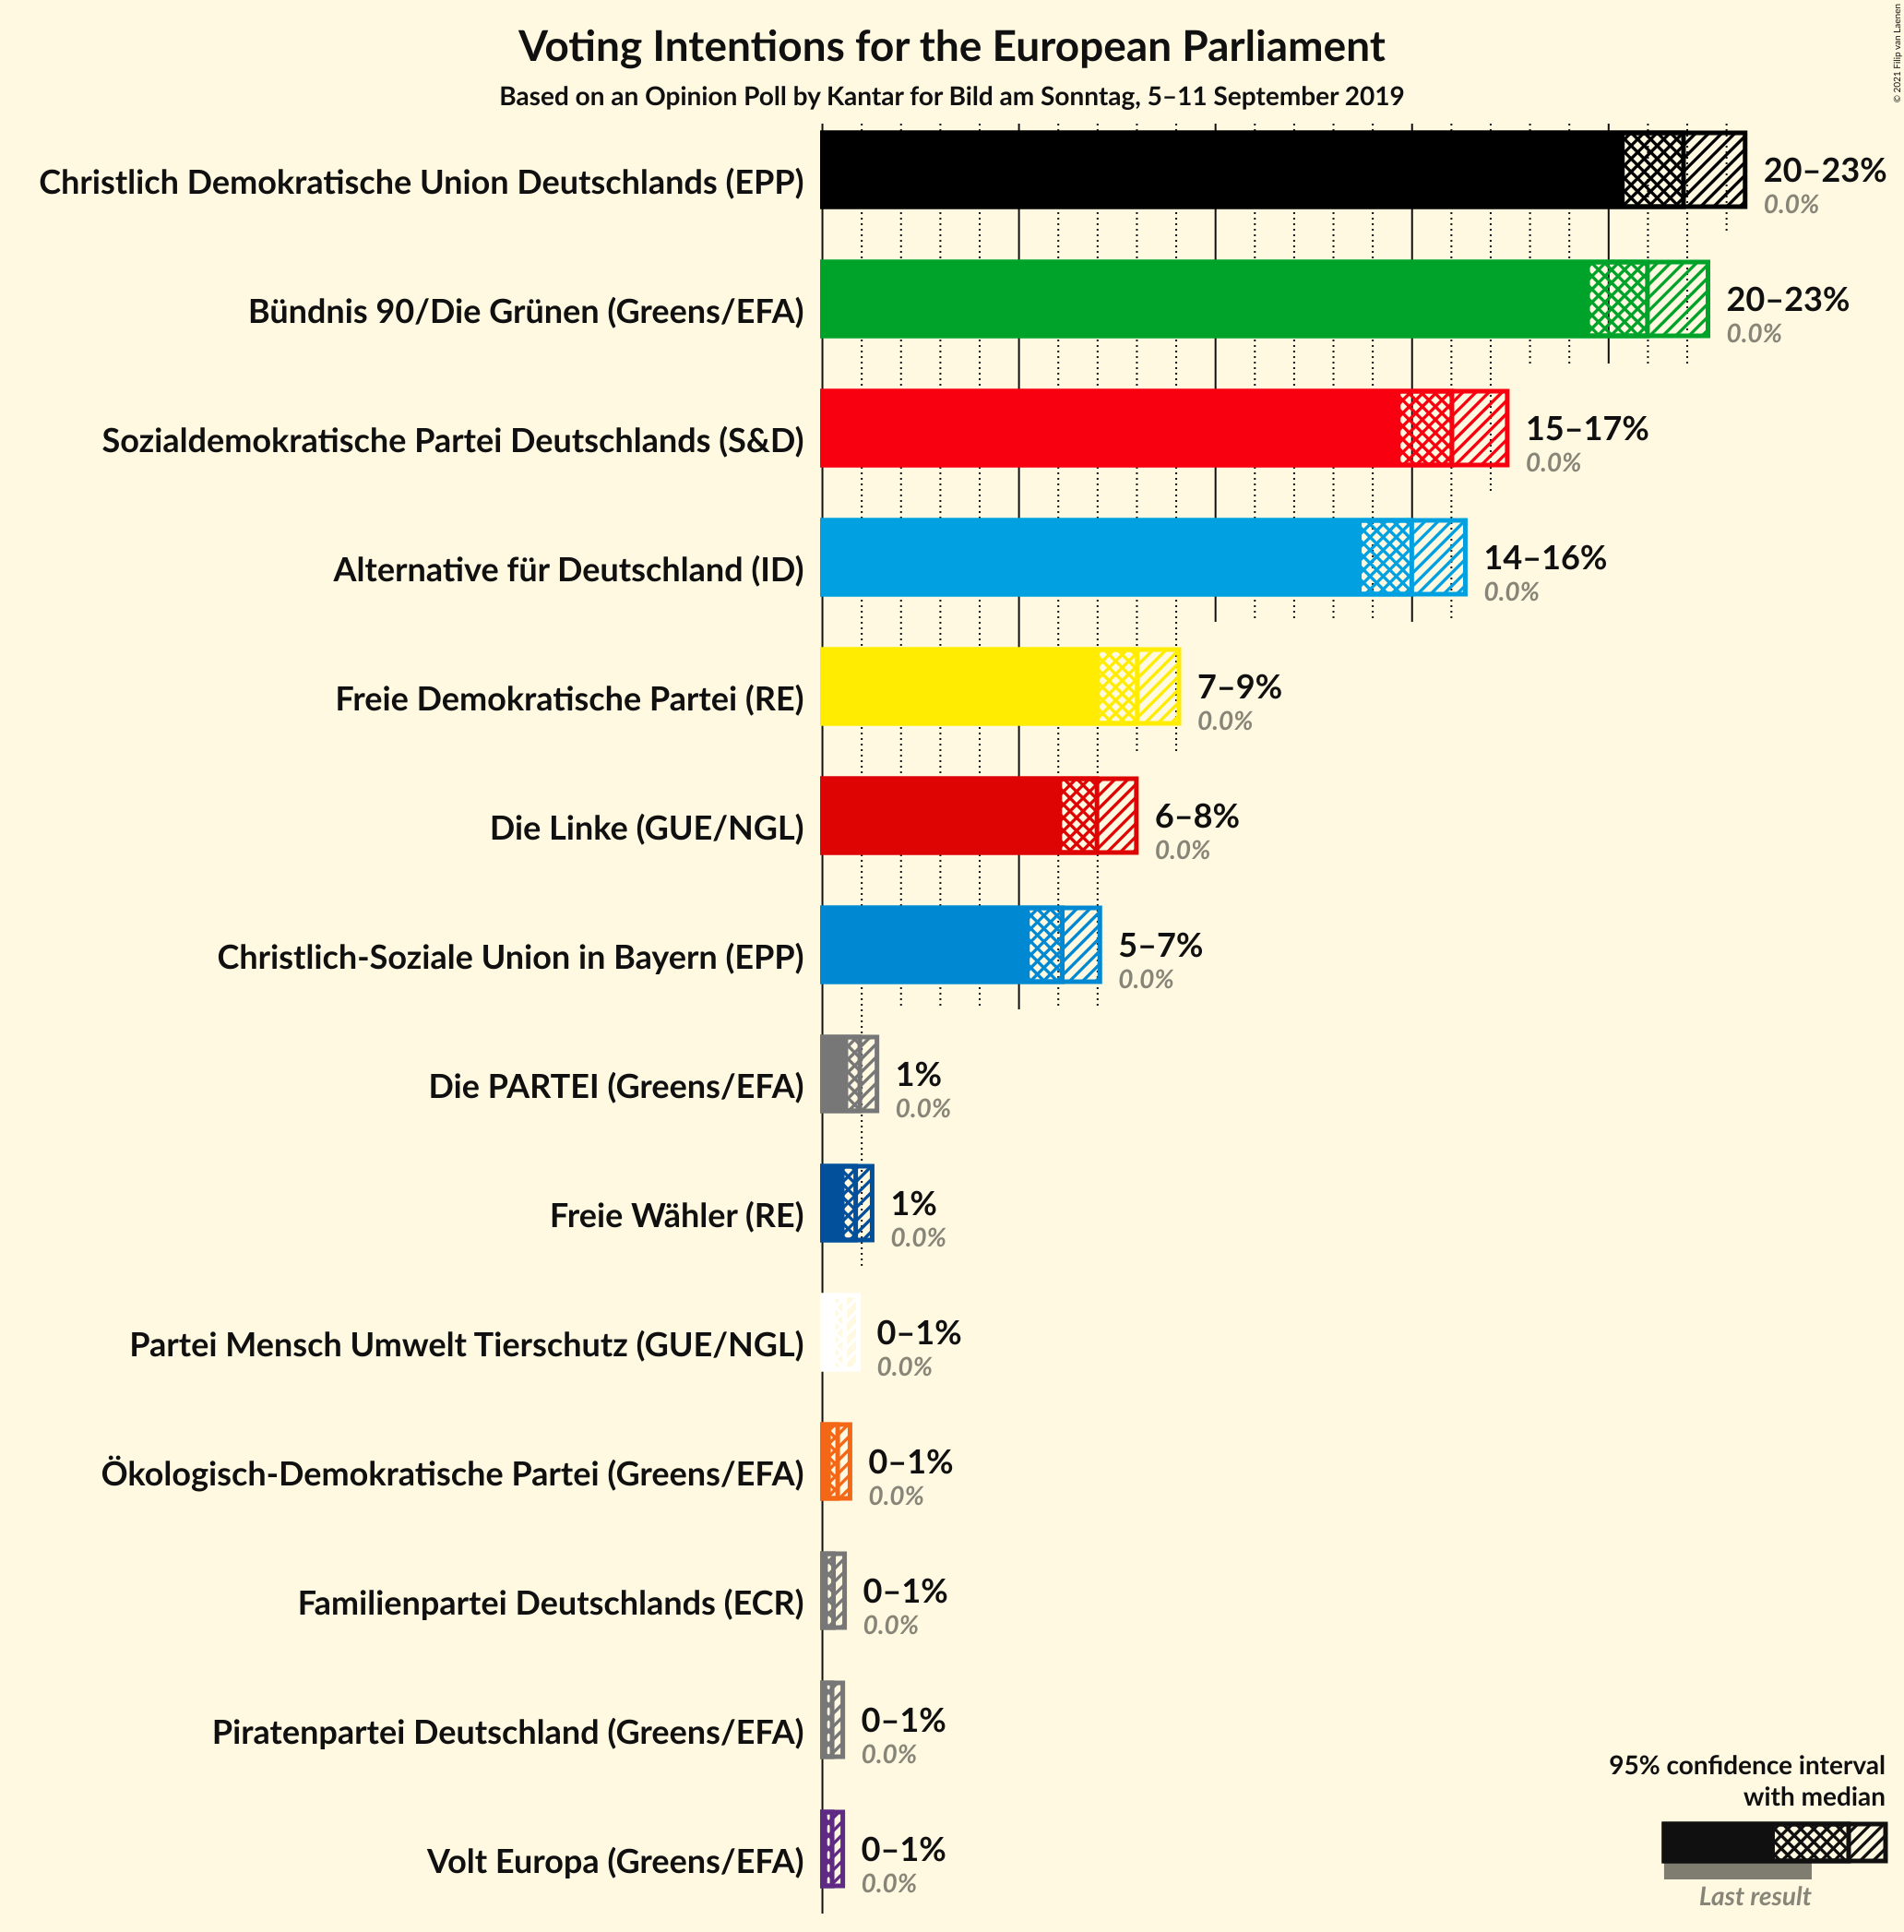 Voting Intentions for the European Parliament
Based on an Opinion Poll by Kantar for Bild am Sonntag, 5–11 September 2019
© 2021 Filip van Laenen
Christlich Demokratische Union Deutschlands (EPP)
20–23%
0.0%
Bündnis 90/Die Grünen (Greens/EFA)
20–23%
0.0%
Sozialdemokratische Partei Deutschlands (S&D)
15–17%
0.0%
Alternative für Deutschland (ID)
14–16%
0.0%
Freie Demokratische Partei (RE)
7–9%
0.0%
Die Linke (GUE/NGL)
6–8%
0.0%
Christlich-Soziale Union in Bayern (EPP)
5–7%
0.0%
Die PARTEI (Greens/EFA)
1%
0.0%
Freie Wähler (RE)
1%
0.0%
Partei Mensch Umwelt Tierschutz (GUE/NGL)
0–1%
0.0%
Ökologisch-Demokratische Partei (Greens/EFA)
0–1%
0.0%
Familienpartei Deutschlands (ECR)
0–1%
0.0%
Piratenpartei Deutschland (Greens/EFA)
0–1%
0.0%
Volt Europa (Greens/EFA)
0–1%
0.0%
95% confidence interval
with median
Last result